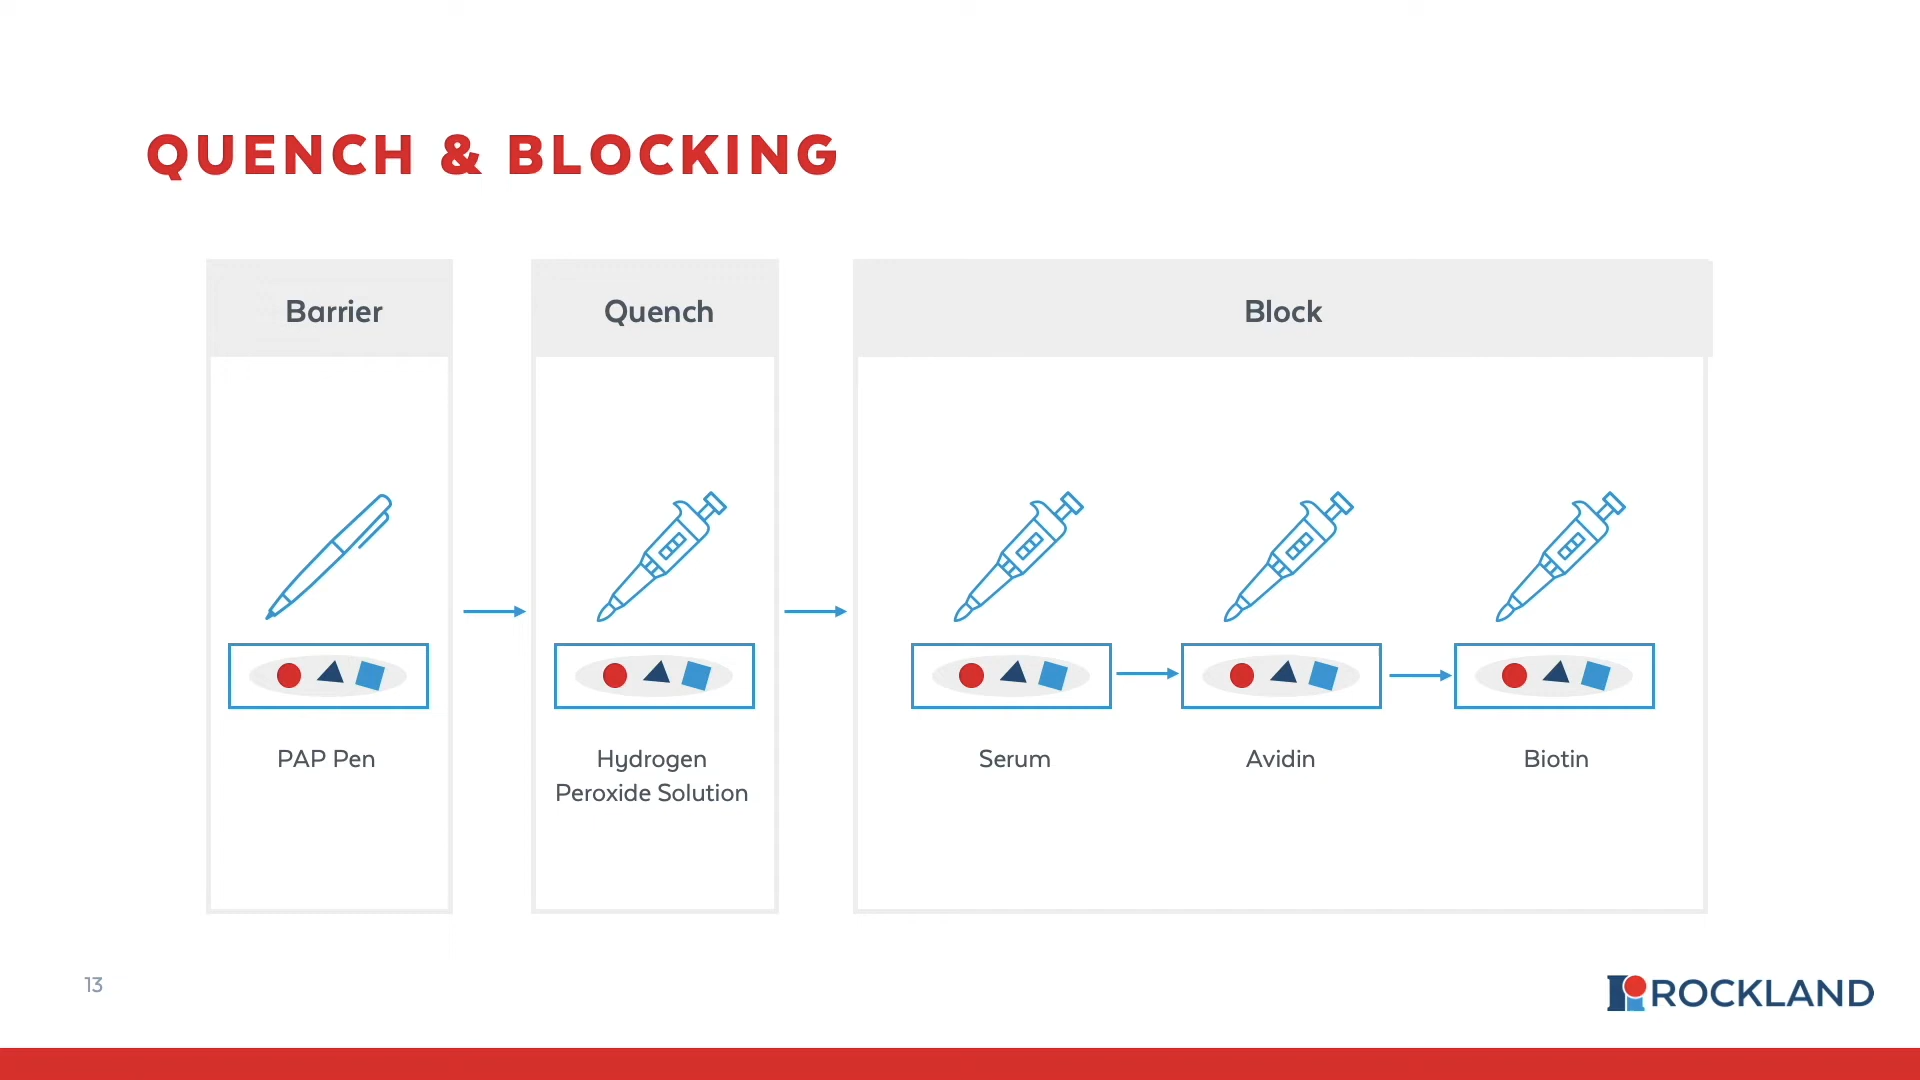 QUENCH & BLOCKING
Barrier
Quench
Block
PAP Pen
Hydrogen
Peroxide Solution
Serum
Avidin
Biotin
13
ROCKLAND